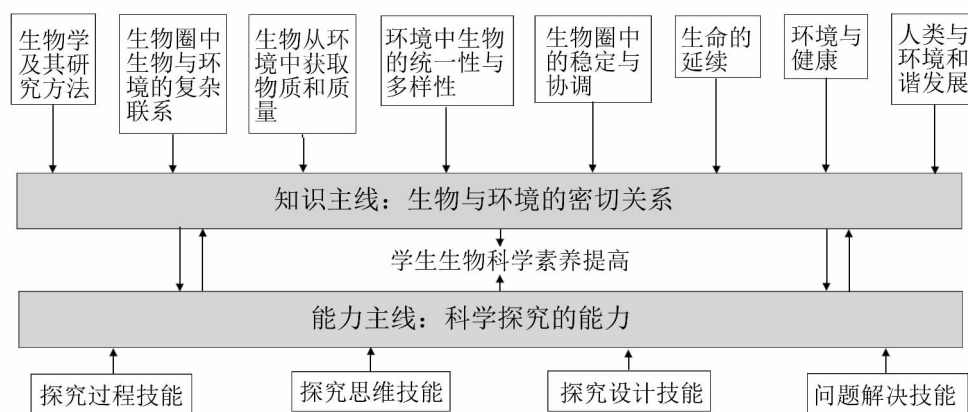 生物学
及其研
究方法
生物圈中
生物与环
境的复杂
联系
生物从环
境中获取
物质和质
量
环境中生物
的统一性与
多样性
生物圈中
的稳定与
协调
生命的
延续
环境与
健康
人类与
环境和
谐发展
知识主线：生物与环境的密切关系
学生生物科学素养提高
能力主线：科学探究的能力
探究过程技能
探究思维技能
探究设计技能
问题解决技能